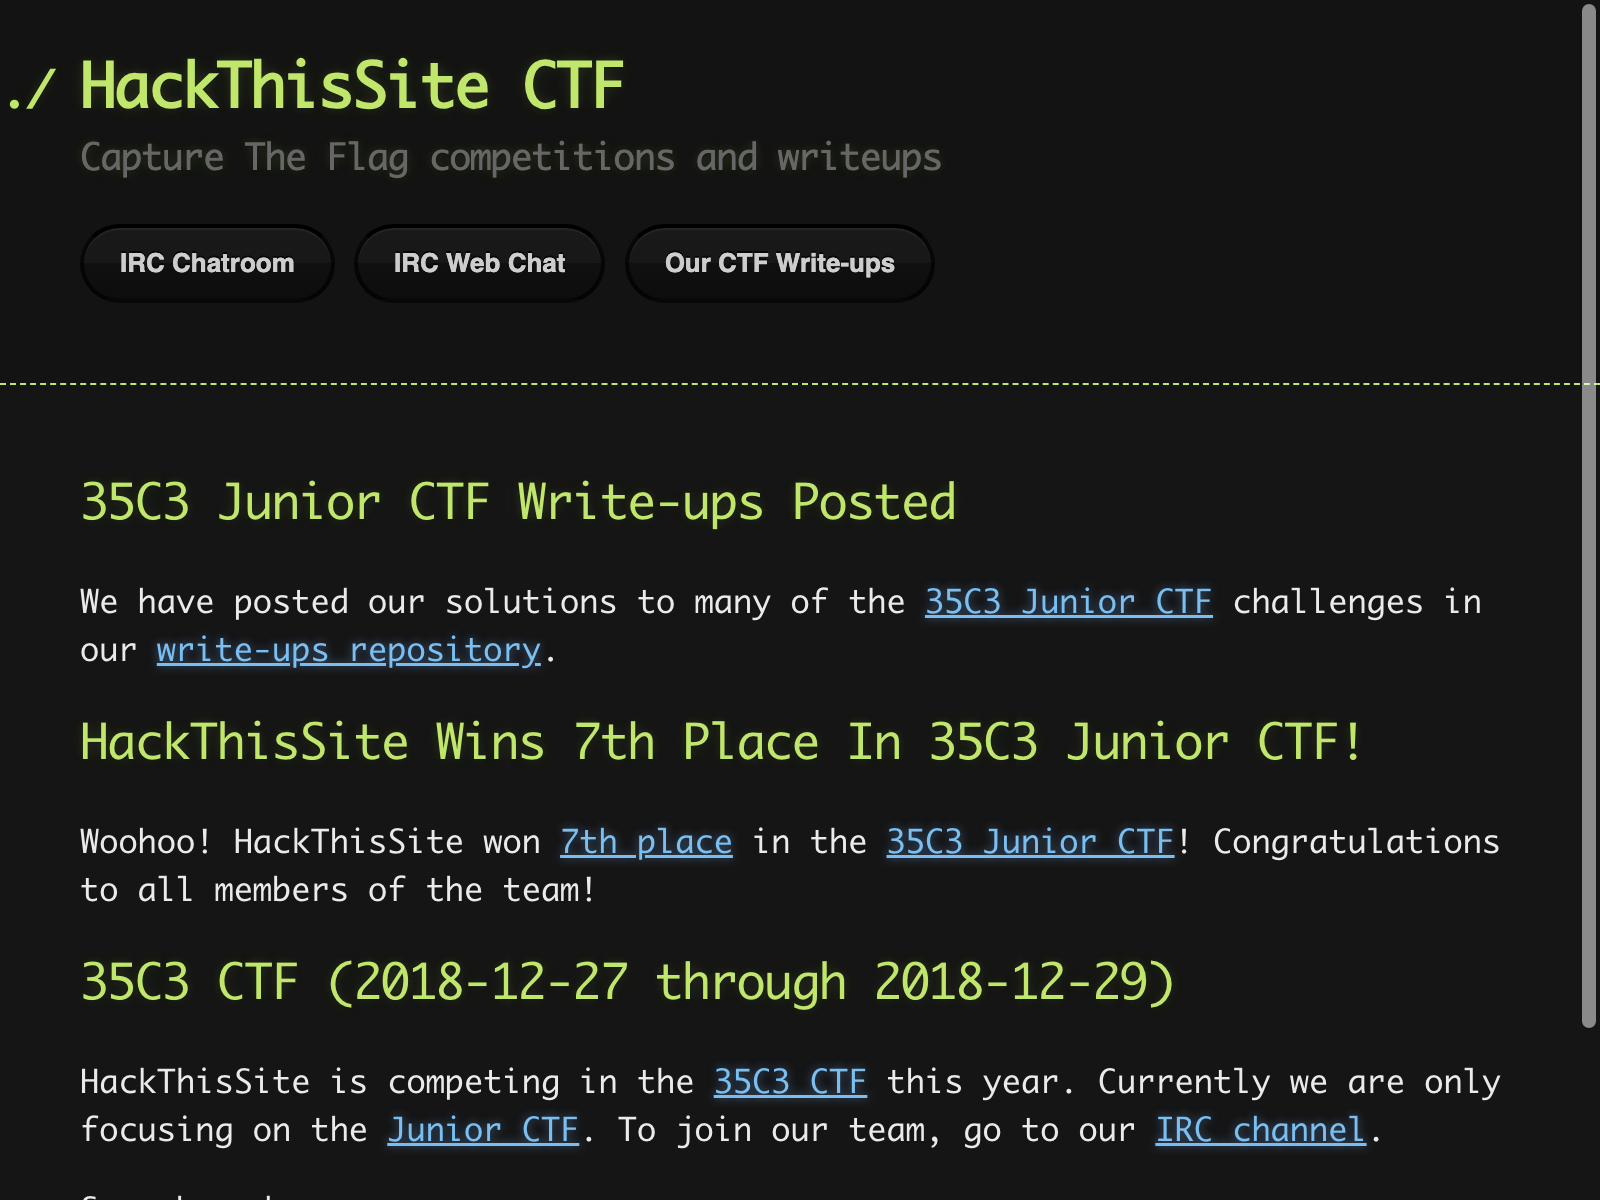 ./ HackThisSite CTF
Capture The Flag competitions and writeups
IRC Chatroom IRC Web Chat Our CTF Write-ups
35C3 Junior CTF Write-ups Posted
We have posted our solutions to many of the 35C3 Junior CTF challenges in
our write-ups repository.
HackThisSite Wins 7th Place In 35C3 Junior CTF!
Woohoo! HackThisSite won 7th place in the 35C3 Junior CTF! Congratulations
to all members of the team!
35C3 CTF (2018-12-27 through 2018-12-29)
HackThisSite is competing in the 35C3 CTF this year. Currently we are only
focusing on the Junior CTF. To join our team, go to our IRC channel.